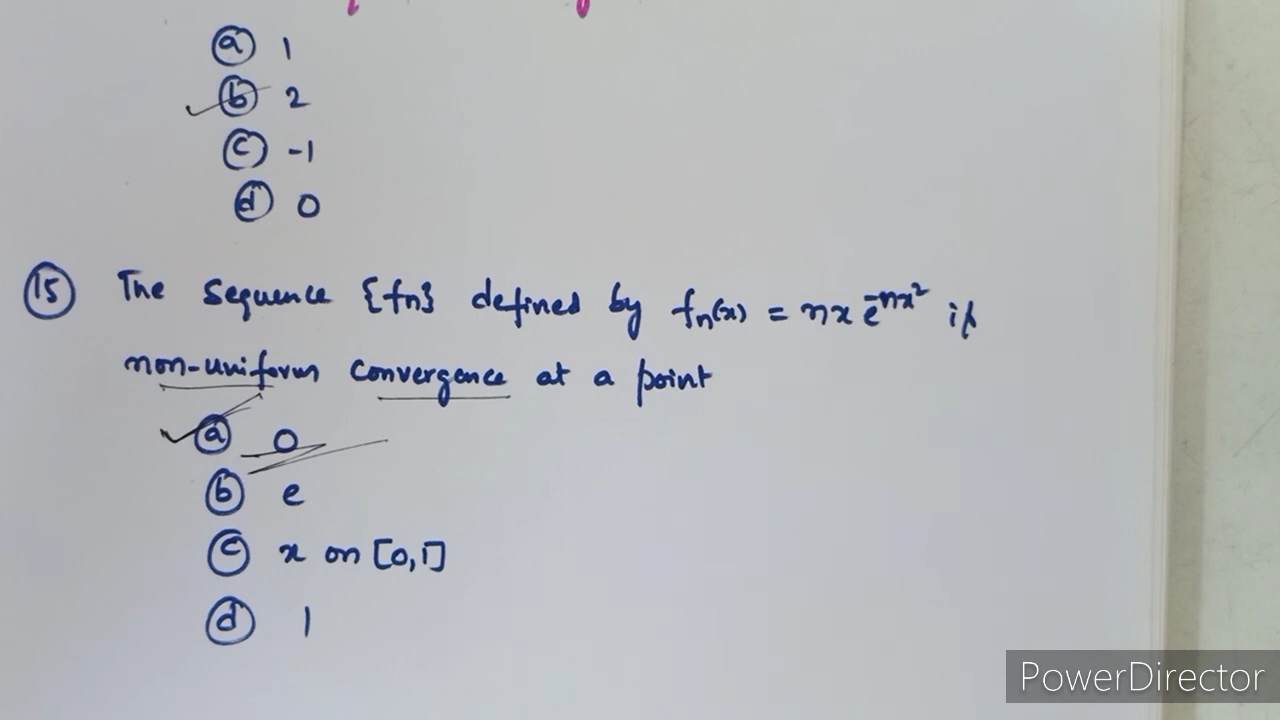 ⓐ 1
ⓑ 2
ⓒ -1
ⓓ 0
⑮ The sequence {fn} defined by fₙ(x) = nx e^{-nx²} is
non-uniform convergence at a point
ⓐ 0
ⓑ e
ⓒ x on [0,1]
ⓓ 1
PowerDirector